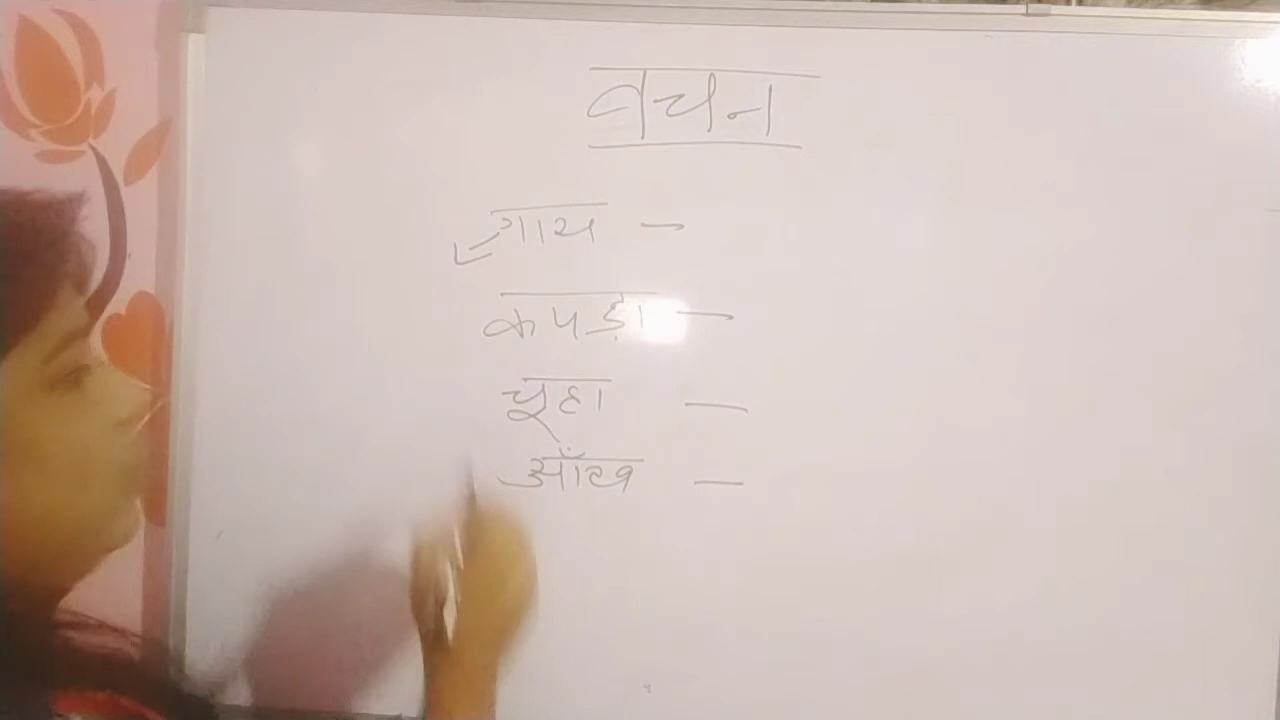 वचन
गाय —
कपड़ा —
चूहा —
आँख —